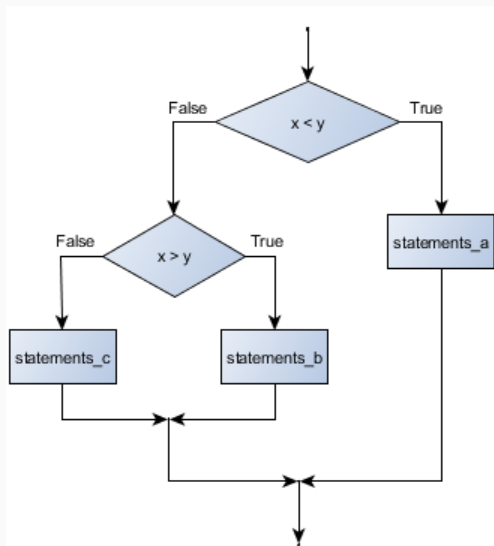 False
True
x < y
False
True
x > y
statements_a
statements_c
statements_b